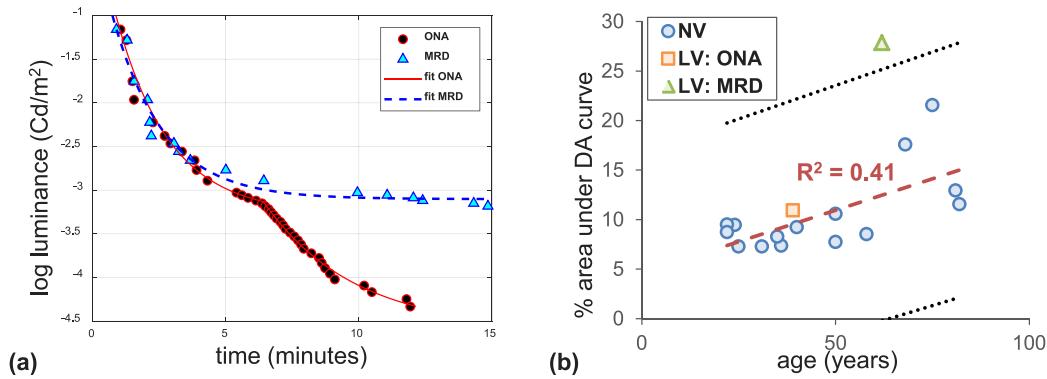 -1
-1.5
-2
-2.5
-3
-3.5
-4
-4.5
0
5
10
15
log luminance (Cd/m²)
time (minutes)
ONA
MRD
fit ONA
fit MRD
(a)
30
25
20
15
10
5
0
0
50
100
% area under DA curve
age (years)
NV
LV: ONA
LV: MRD
R² = 0.41
(b)